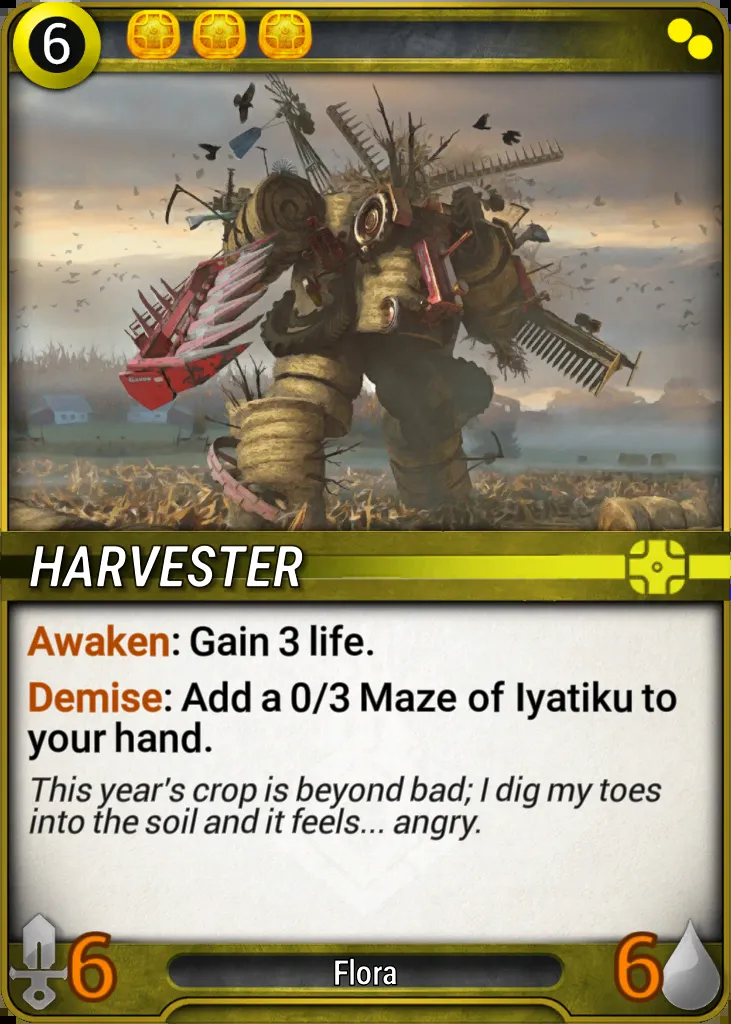 6
HARVESTER
Awaken: Gain 3 life.
Demise: Add a 0/3 Maze of Iyatiku to
your hand.
This year's crop is beyond bad; I dig my toes
into the soil and it feels... angry.
6
Flora
6